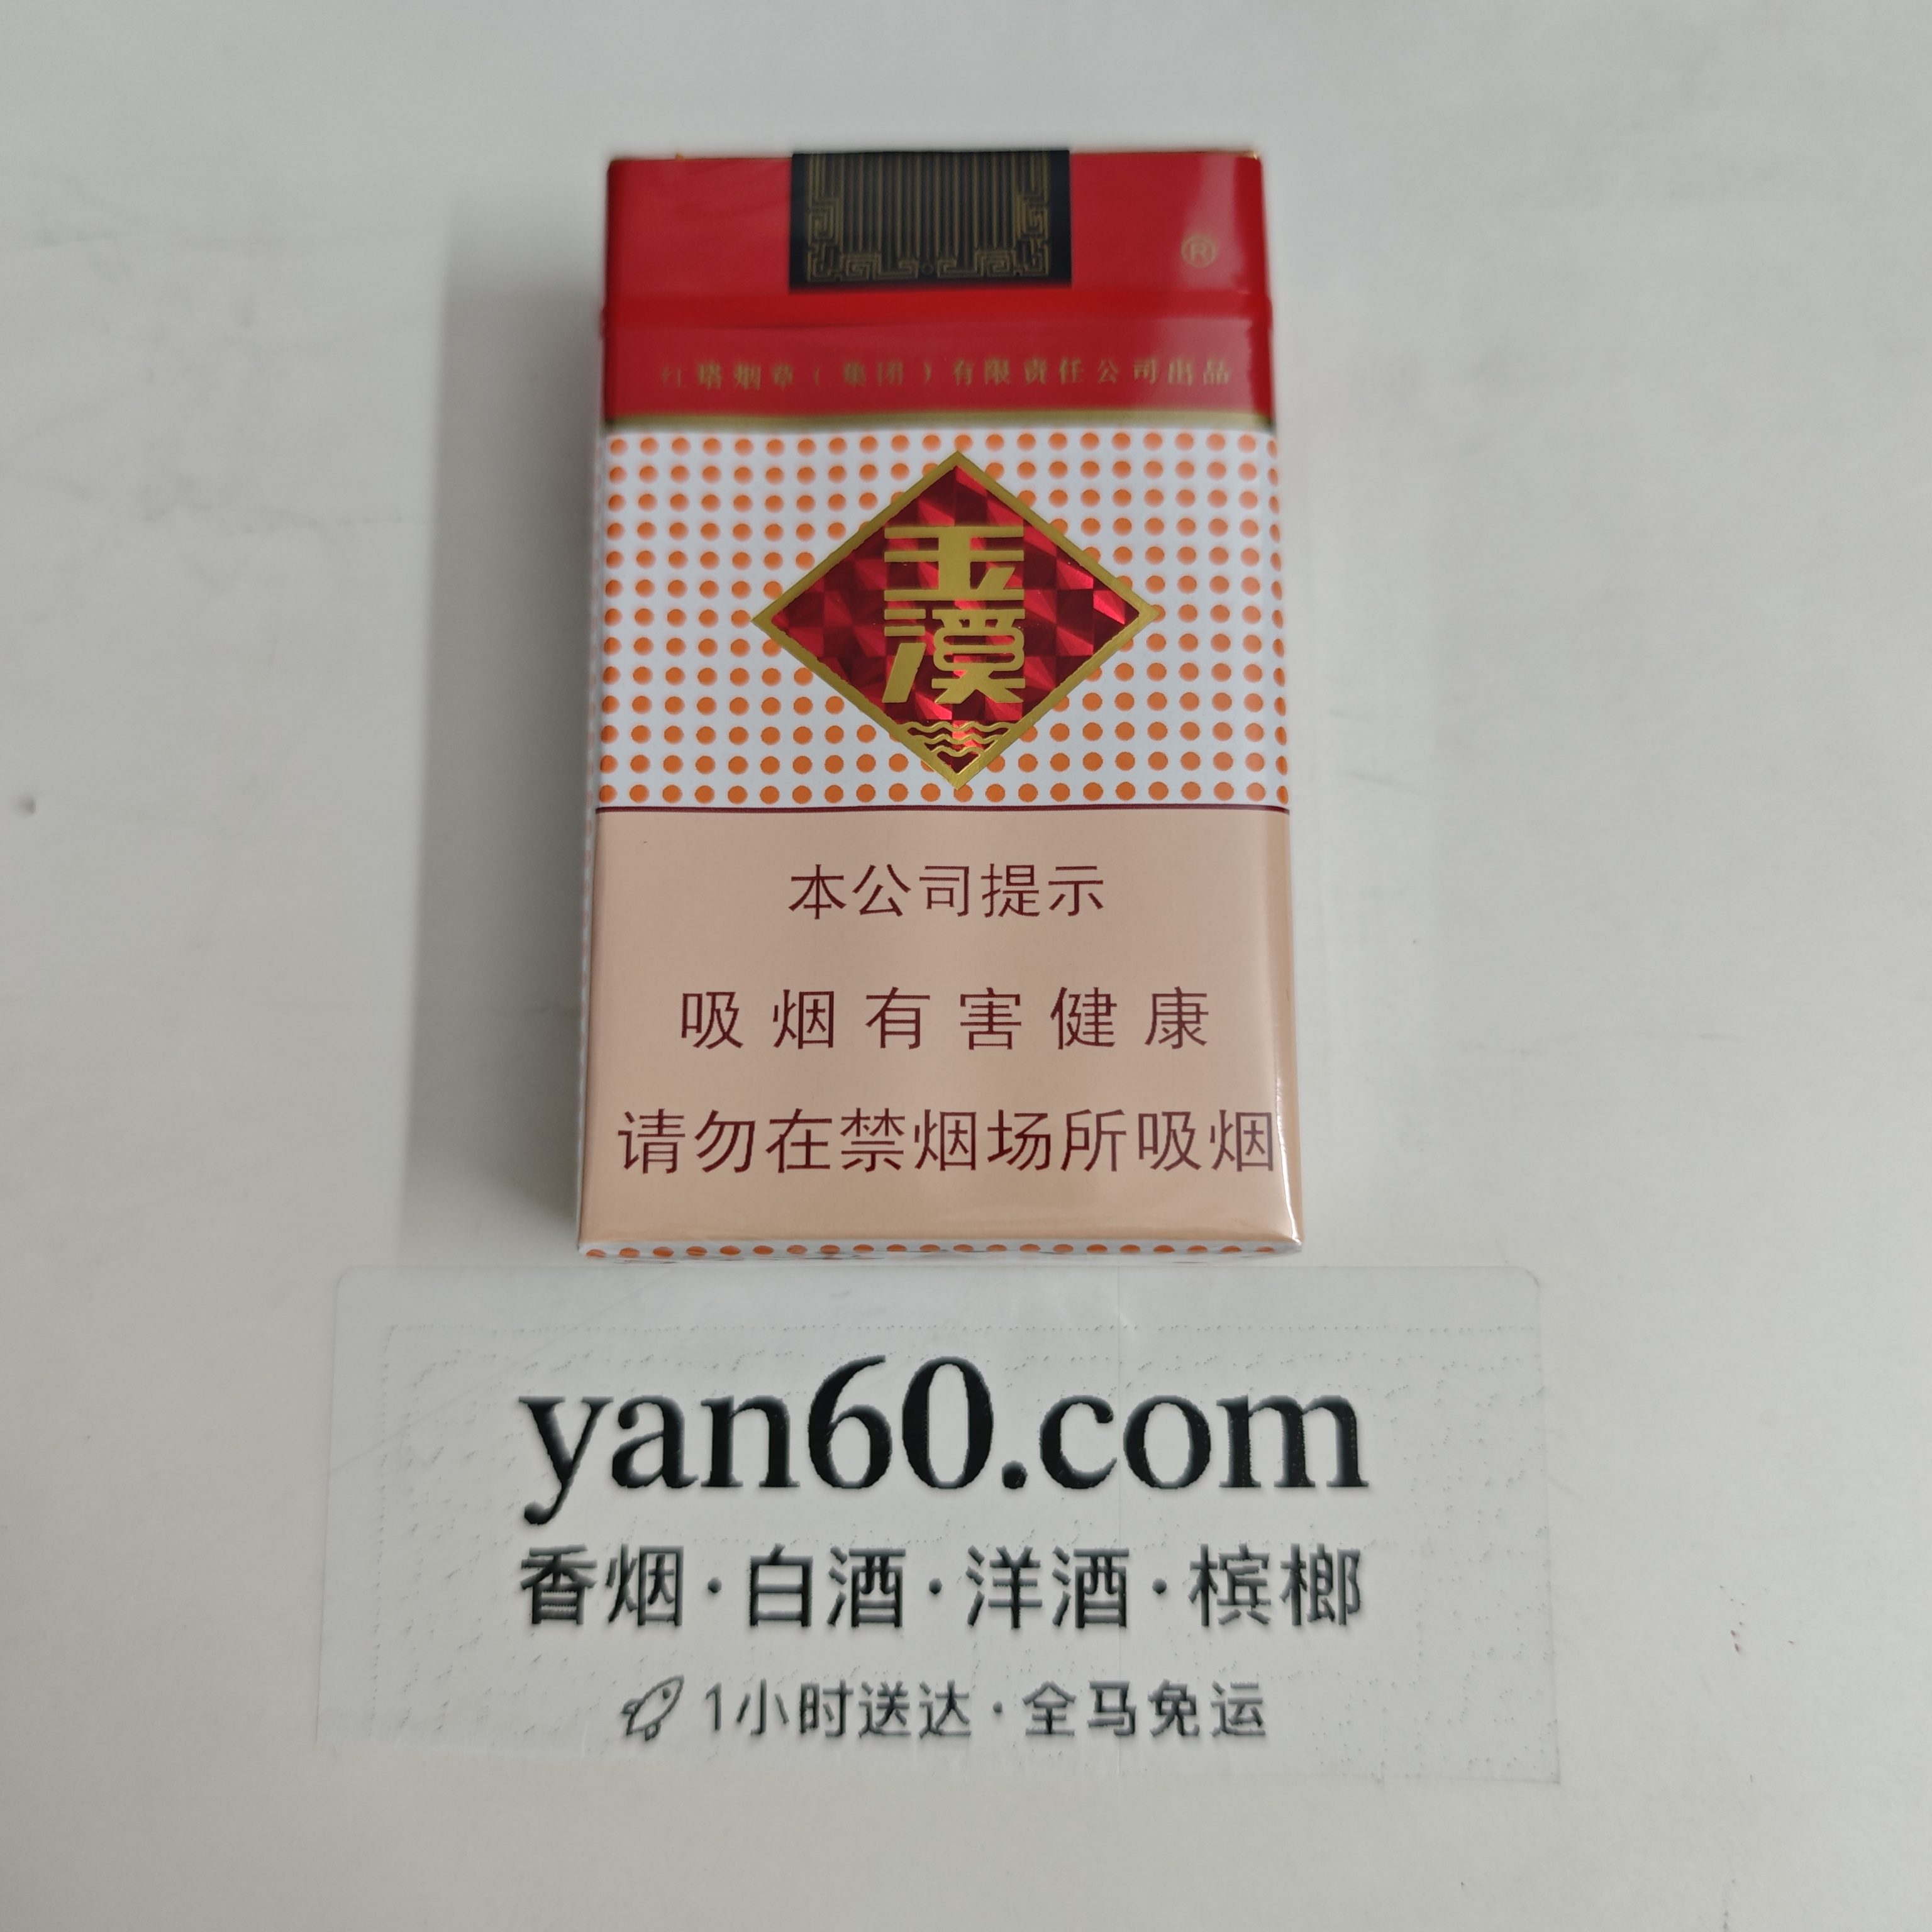 ®
红塔烟草（集团）有限责任公司出品
玉
溪
本公司提示
吸烟有害健康
请勿在禁烟场所吸烟
yan60.com
香烟·白酒·洋酒·槟榔
1小时送达·全马免运